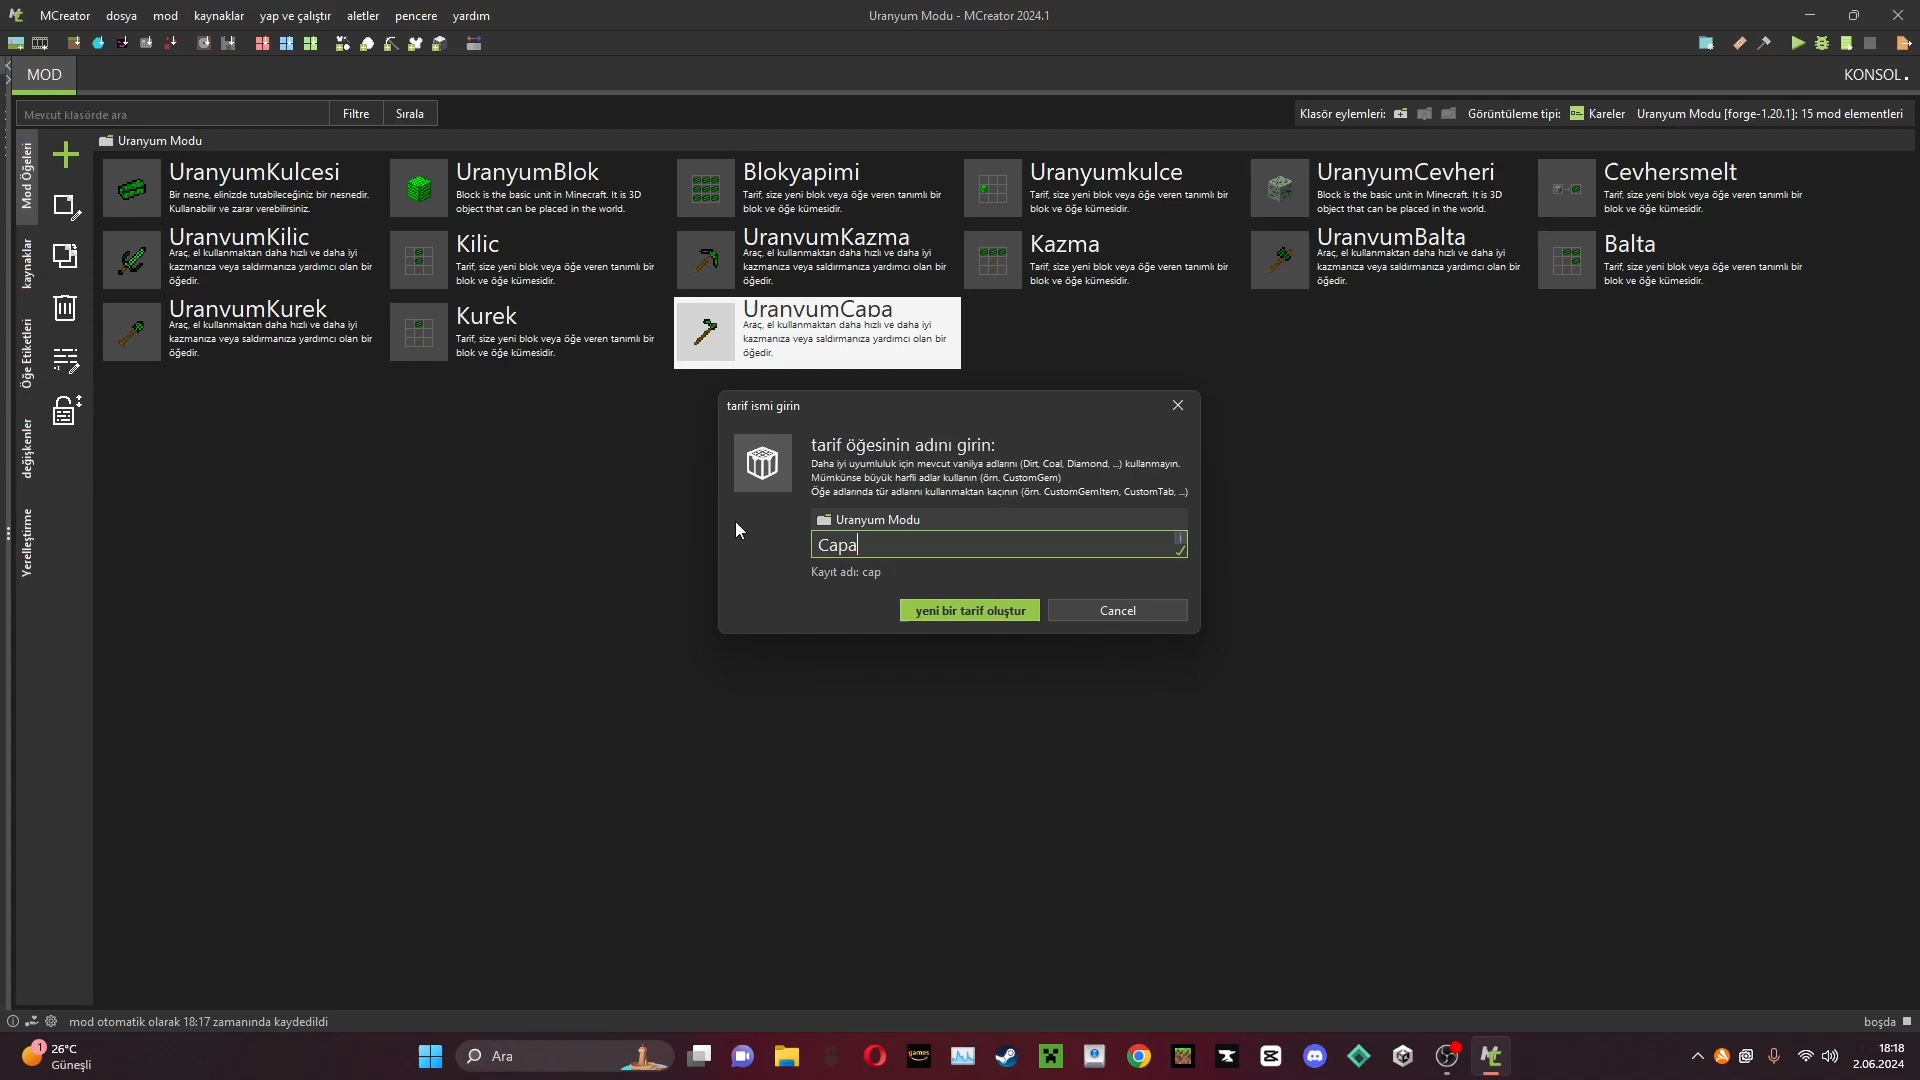 MCreator dosya mod kaynaklar yap ve çalıştır aletler pencere yardım
Uranyum Modu - MCreator 2024.1
MOD
KONSOL
Mevcut klasörde ara
Filtre
Sırala
Klasör eylemleri:
Görüntüleme tipi:
Kareler
Uranyum Modu [forge-1.20.1]: 15 mod elementleri
Mod Öğeleri
kaynaklar
Öğe Etiketleri
değişkenler
Yerelleştirme
Uranyum Modu
UranyumKulcesi
Bir nesne, elinizde tutabileceğiniz bir nesnedir.
Kullanabilir ve zarar verebilirsiniz.
UranyumBlok
Block is the basic unit in Minecraft. It is 3D
object that can be placed in the world.
Blokyapimi
Tarif, size yeni blok veya öğe veren tanımlı bir
blok ve öğe kümesidir.
Uranyumkulce
Tarif, size yeni blok veya öğe veren tanımlı bir
blok ve öğe kümesidir.
UranyumCevheri
Block is the basic unit in Minecraft. It is 3D
object that can be placed in the world.
Cevhersmelt
Tarif, size yeni blok veya öğe veren tanımlı bir
blok ve öğe kümesidir.
UranyumKilic
Araç, el kullanmaktan daha hızlı ve daha iyi
kazmanıza veya saldırmanıza yardımcı olan bir
öğedir.
Kilic
Tarif, size yeni blok veya öğe veren tanımlı bir
blok ve öğe kümesidir.
UranyumKazma
Araç, el kullanmaktan daha hızlı ve daha iyi
kazmanıza veya saldırmanıza yardımcı olan bir
öğedir.
Kazma
Tarif, size yeni blok veya öğe veren tanımlı bir
blok ve öğe kümesidir.
UranyumBalta
Araç, el kullanmaktan daha hızlı ve daha iyi
kazmanıza veya saldırmanıza yardımcı olan bir
öğedir.
Balta
Tarif, size yeni blok veya öğe veren tanımlı bir
blok ve öğe kümesidir.
UranyumKurek
Araç, el kullanmaktan daha hızlı ve daha iyi
kazmanıza veya saldırmanıza yardımcı olan bir
öğedir.
Kurek
Tarif, size yeni blok veya öğe veren tanımlı bir
blok ve öğe kümesidir.
UranyumCapa
Araç, el kullanmaktan daha hızlı ve daha iyi
kazmanıza veya saldırmanıza yardımcı olan bir
öğedir.
tarif ismi girin
tarif öğesinin adını girin:
Daha iyi uyumluluk için mevcut vanilya adlarını (Dirt, Coal, Diamond, ...) kullanmayın.
Mümkünse büyük harfli adlar kullanın (örn. CustomGem)
Öğe adlarında tür adlarını kullanmaktan kaçının (örn. CustomGemItem, CustomTab, ...)
Uranyum Modu
Capa
Kayıt adı: cap
yeni bir tarif oluştur
Cancel
mod otomatik olarak 18:17 zamanında kaydedildi
boşda
1
26°C
Güneşli
Ara
games
18:18
2.06.2024